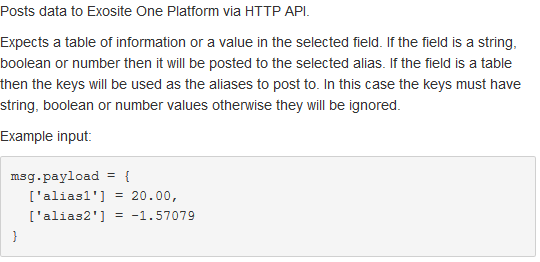 Posts data to Exosite One Platform via HTTP API.
Expects a table of information or a value in the selected field. If the field is a string,
boolean or number then it will be posted to the selected alias. If the field is a table
then the keys will be used as the aliases to post to. In this case the keys must have
string, boolean or number values otherwise they will be ignored.
Example input:
msg.payload = {
  ['alias1'] = 20.00,
  ['alias2'] = -1.57079
}